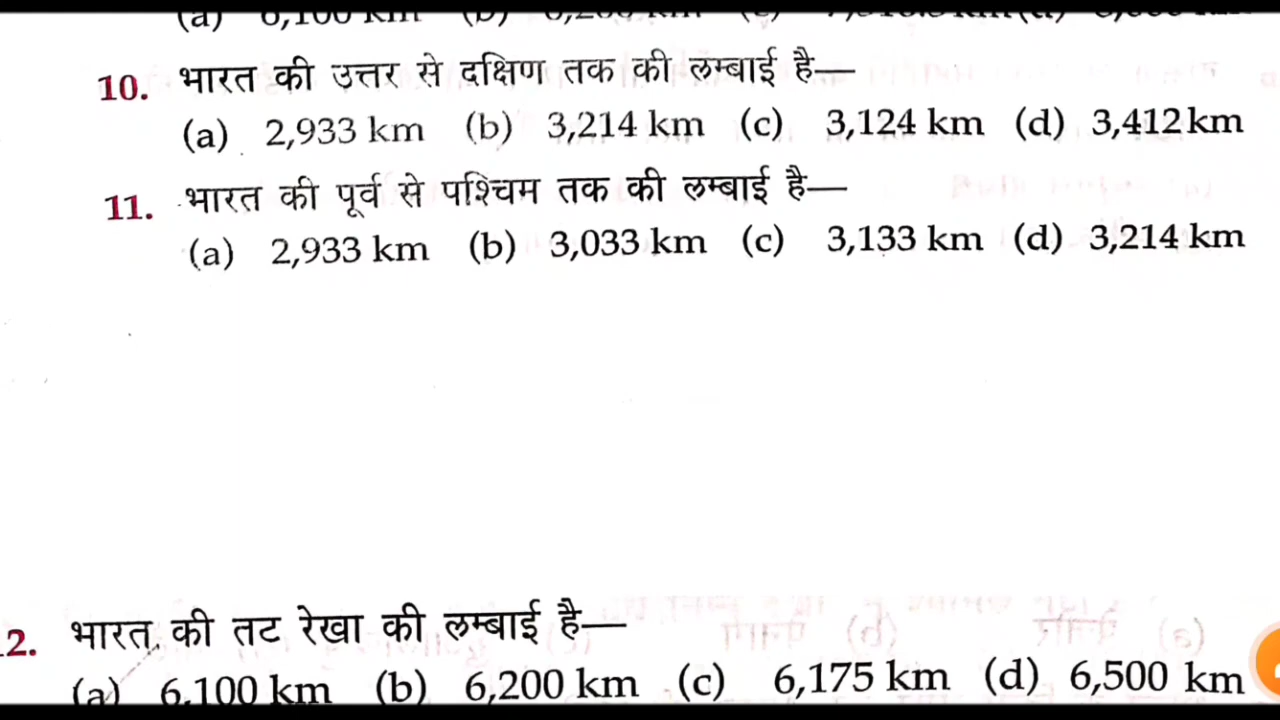 10. भारत की उत्तर से दक्षिण तक की लम्बाई है—
(a) 2,933 km (b) 3,214 km (c) 3,124 km (d) 3,412 km
11. भारत की पूर्व से पश्चिम तक की लम्बाई है—
(a) 2,933 km (b) 3,033 km (c) 3,133 km (d) 3,214 km
2. भारत की तट रेखा की लम्बाई है—
(a) 6,100 km (b) 6,200 km (c) 6,175 km (d) 6,500 km